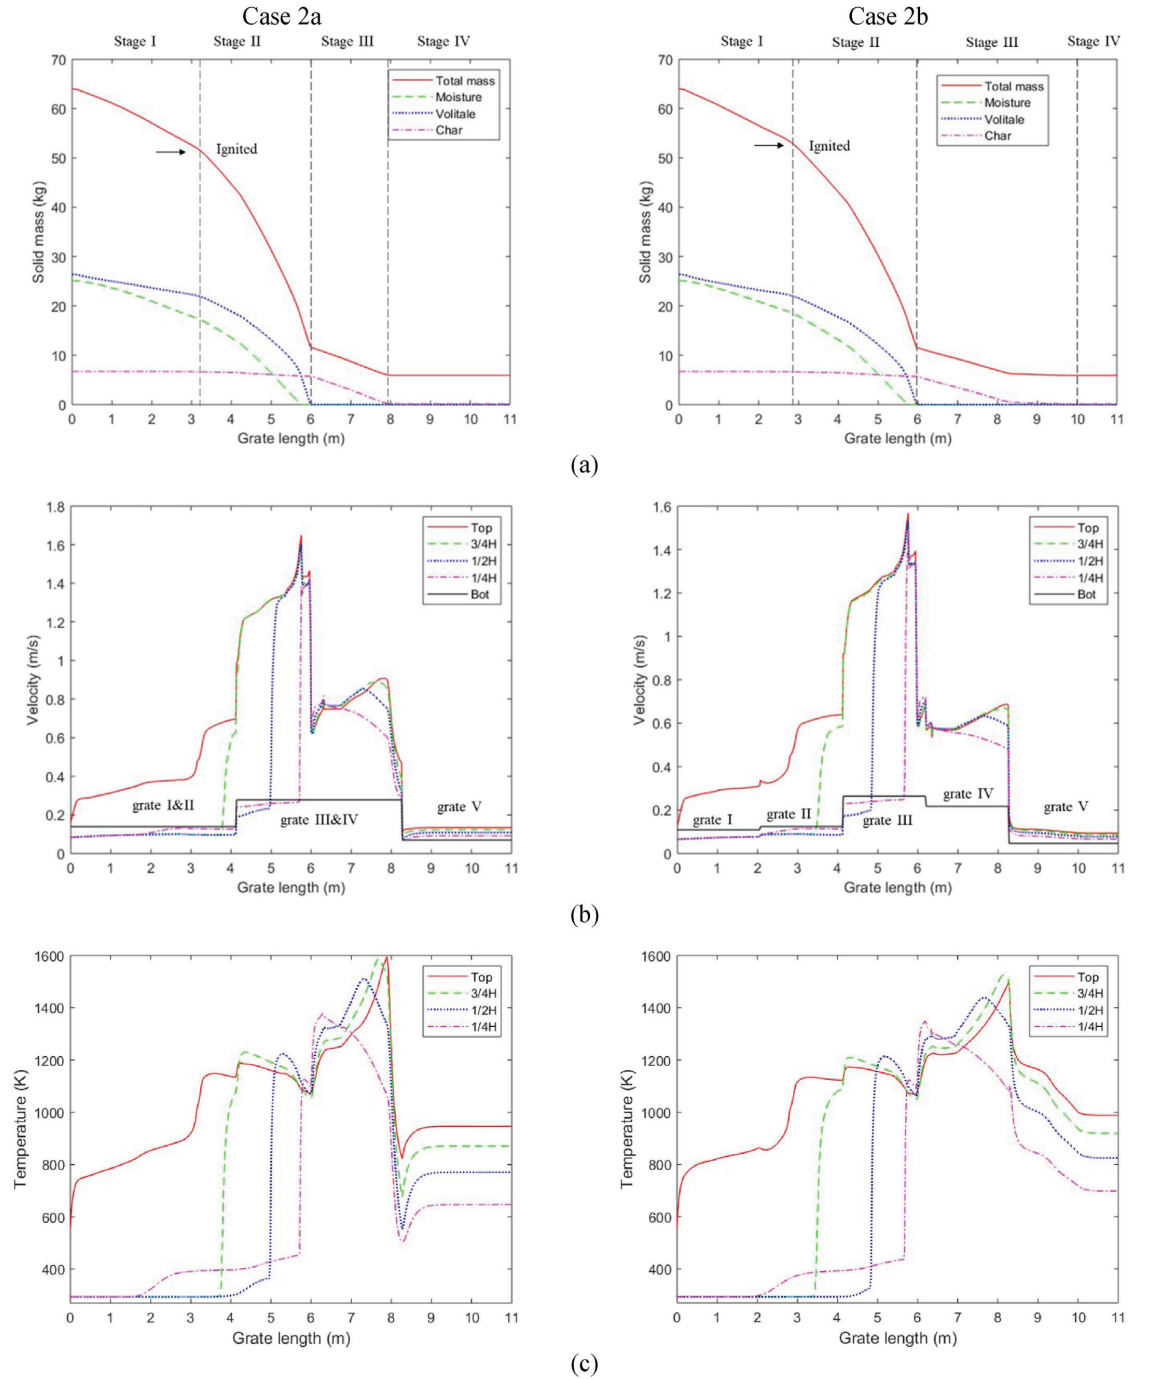 Case 2a
Case 2b
Stage I Stage II Stage III Stage IV
Stage I Stage II Stage III Stage IV
70
60
50
40
30
20
10
0
Solid mass (kg)
Total mass
Moisture
Volitale
Char
Ignited
0 1 2 3 4 5 6 7 8 9 10 11
Grate length (m)
70
60
50
40
30
20
10
0
Solid mass (kg)
Total mass
Moisture
Volitale
Char
Ignited
0 1 2 3 4 5 6 7 8 9 10 11
Grate length (m)
(a)
1.8
1.6
1.4
1.2
1
0.8
0.6
0.4
0.2
0
Velocity (m/s)
Top
3/4H
1/2H
1/4H
Bot
grate I&II
grate III&IV
grate V
0 1 2 3 4 5 6 7 8 9 10 11
Grate length (m)
1.6
1.4
1.2
1
0.8
0.6
0.4
0.2
0
Velocity (m/s)
Top
3/4H
1/2H
1/4H
Bot
grate I
grate II
grate III
grate IV
grate V
0 1 2 3 4 5 6 7 8 9 10 11
Grate length (m)
(b)
1600
1400
1200
1000
800
600
400
Temperature (K)
Top
3/4H
1/2H
1/4H
0 1 2 3 4 5 6 7 8 9 10 11
Grate length (m)
1600
1400
1200
1000
800
600
400
Temperature (K)
Top
3/4H
1/2H
1/4H
0 1 2 3 4 5 6 7 8 9 10 11
Grate length (m)
(c)